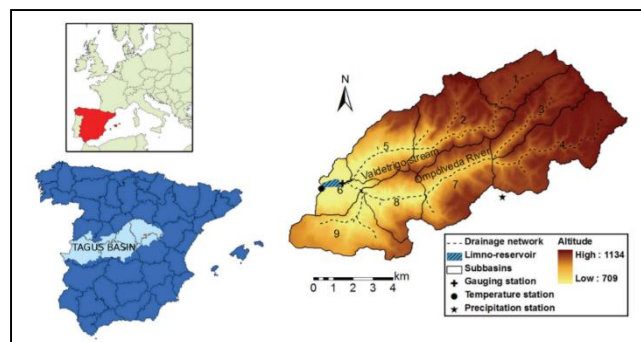 TAGUS BASIN
N
1
2
3
4
5
6
7
8
9
Valdetrigo stream
Ompólveda River
0 1 2 3 4
km
Drainage network
Limno-reservoir
Subbasins
Gauging station
Temperature station
Precipitation station
Altitude
High : 1134
Low : 709